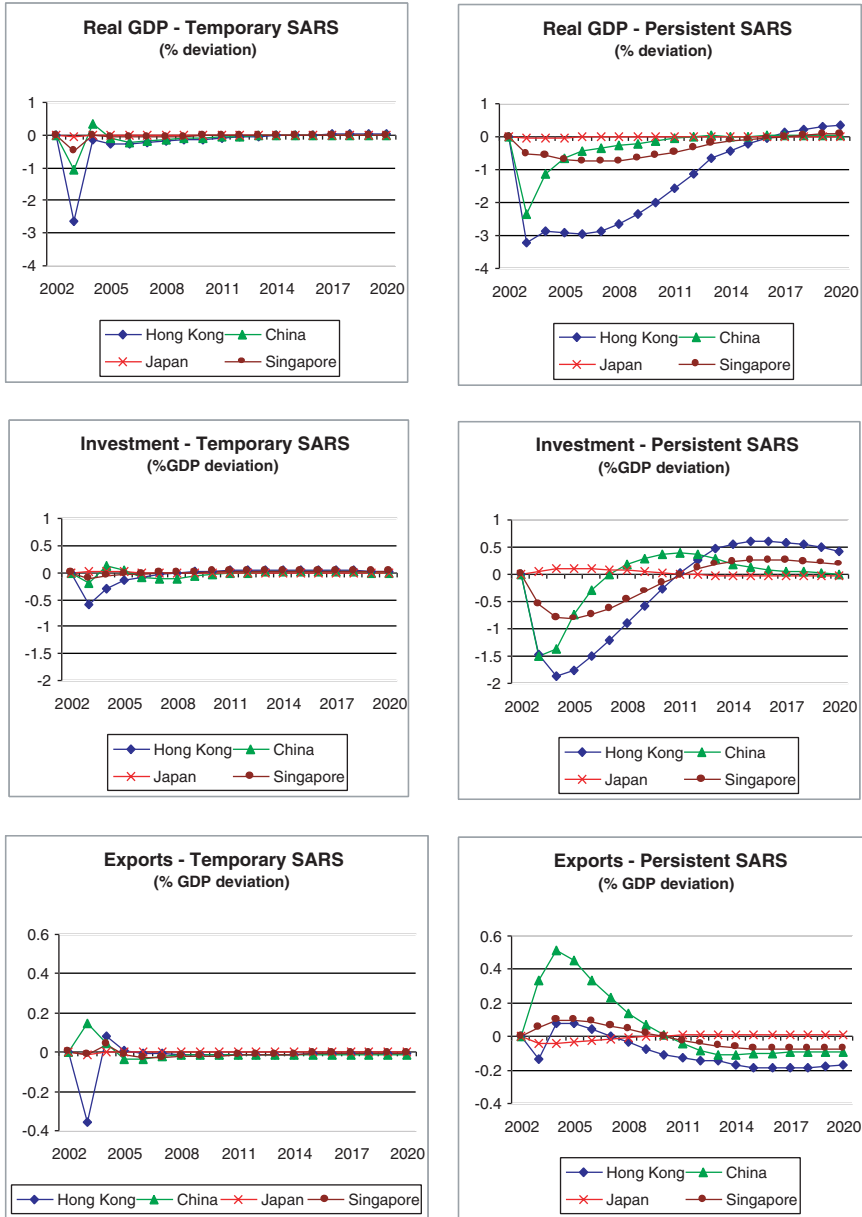 Real GDP - Temporary SARS
(% deviation)
1
0
-1
-2
-3
-4
2002 2005 2008 2011 2014 2017 2020
Hong Kong China
Japan Singapore
Real GDP - Persistent SARS
(% deviation)
1
0
-1
-2
-3
-4
2002 2005 2008 2011 2014 2017 2020
Hong Kong China
Japan Singapore
Investment - Temporary SARS
(%GDP deviation)
1
0.5
0
-0.5
-1
-1.5
-2
2002 2005 2008 2011 2014 2017 2020
Hong Kong China
Japan Singapore
Investment - Persistent SARS
(%GDP deviation)
1
0.5
0
-0.5
-1
-1.5
-2
2002 2005 2008 2011 2014 2017 2020
Hong Kong China
Japan Singapore
Exports - Temporary SARS
(% GDP deviation)
0.6
0.4
0.2
0
-0.2
-0.4
2002 2005 2008 2011 2014 2017 2020
Hong Kong China Japan Singapore
Exports - Persistent SARS
(% GDP deviation)
0.6
0.4
0.2
0
-0.2
-0.4
2002 2005 2008 2011 2014 2017 2020
Hong Kong China
Japan Singapore